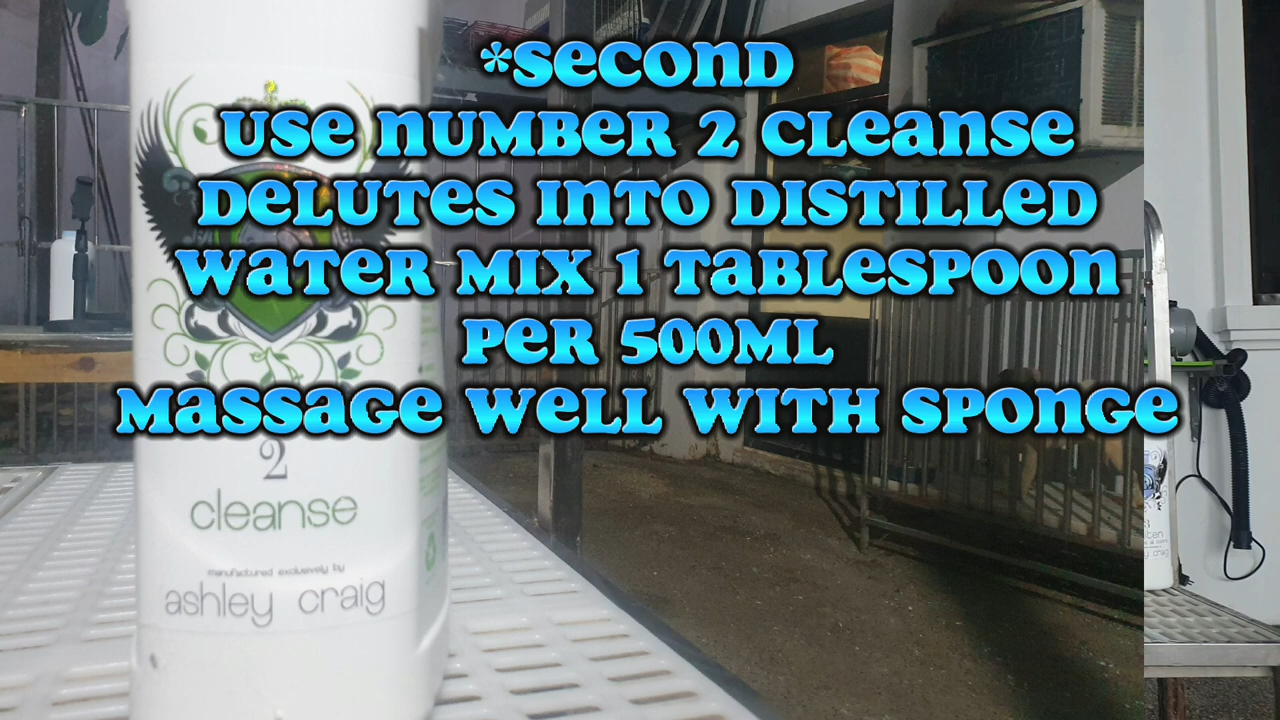 *SECOND
USE NUMBER 2 CLEANSE
DELUTES INTO DISTILLED
WATER MIX 1 TABLESPOON
PER 500ML
MASSAGE WELL WITH SPONGE
2
cleanse
manufactured exclusively by
ashley craig